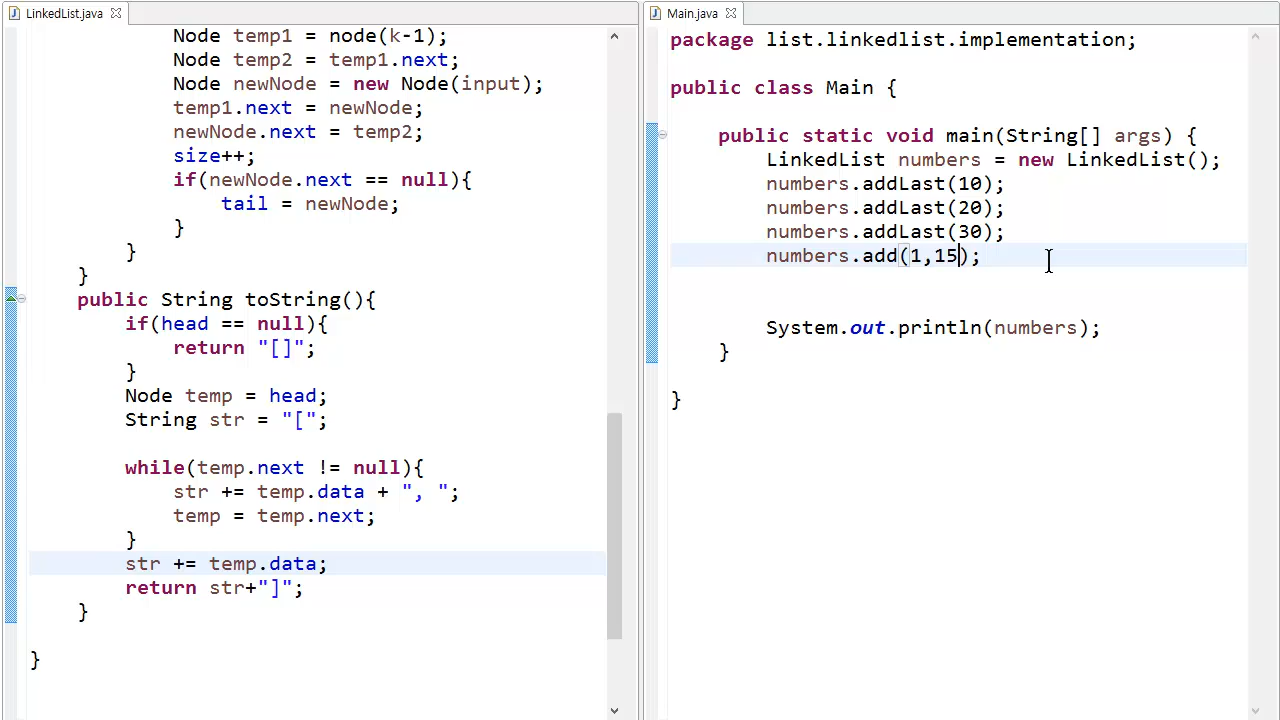 LinkedList.java
Node temp1 = node(k-1);
Node temp2 = temp1.next;
Node newNode = new Node(input);
temp1.next = newNode;
newNode.next = temp2;
size++;
if(newNode.next == null){
tail = newNode;
}
}
}
public String toString(){
if(head == null){
return "[]";
}
Node temp = head;
String str = "[";
while(temp.next != null){
str += temp.data + ", ";
temp = temp.next;
}
str += temp.data;
return str+"]";
}
}
Main.java
package list.linkedlist.implementation;
public class Main {
public static void main(String[] args) {
LinkedList numbers = new LinkedList();
numbers.addLast(10);
numbers.addLast(20);
numbers.addLast(30);
numbers.add(1,15);
System.out.println(numbers);
}
}